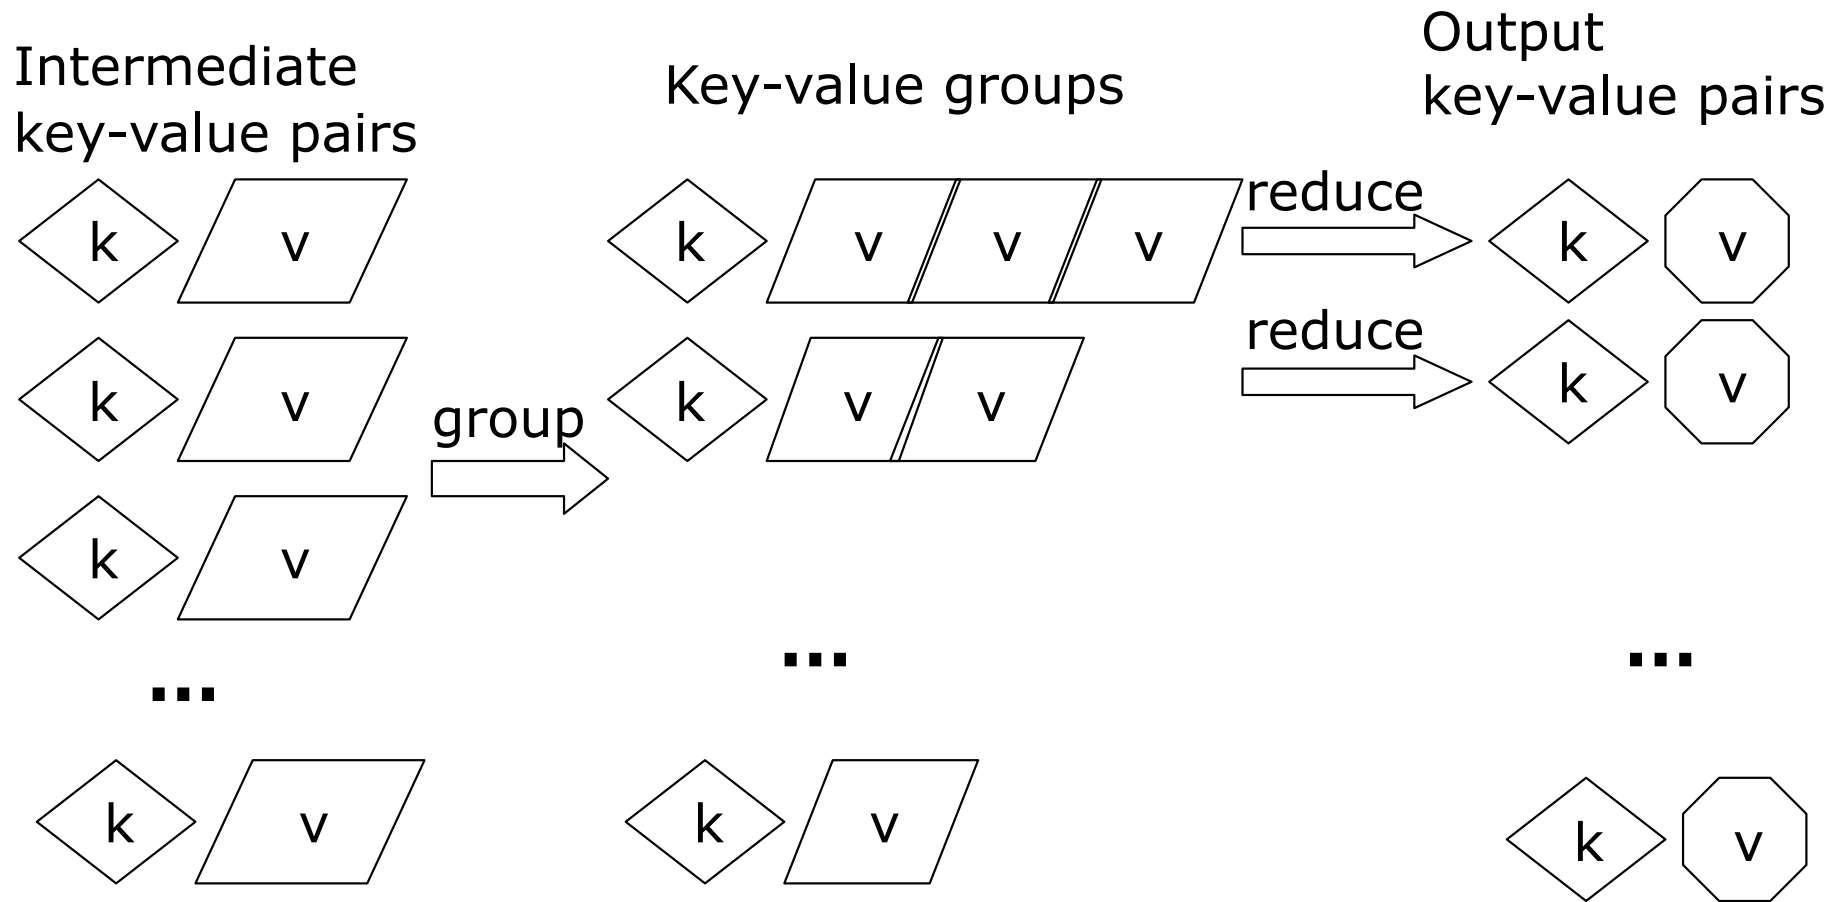 Intermediate
key-value pairs
Key-value groups
Output
key-value pairs
k v
k v v v
reduce
k v
k v
group
k v v
reduce
k v
k v
...
...
...
k v
k v
k v